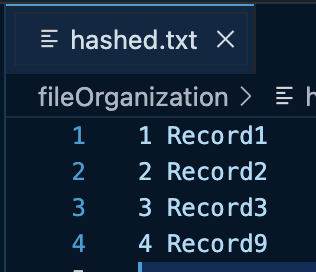 hashed.txt
fileOrganization
1 1 Record1
2 2 Record2
3 3 Record3
4 4 Record9